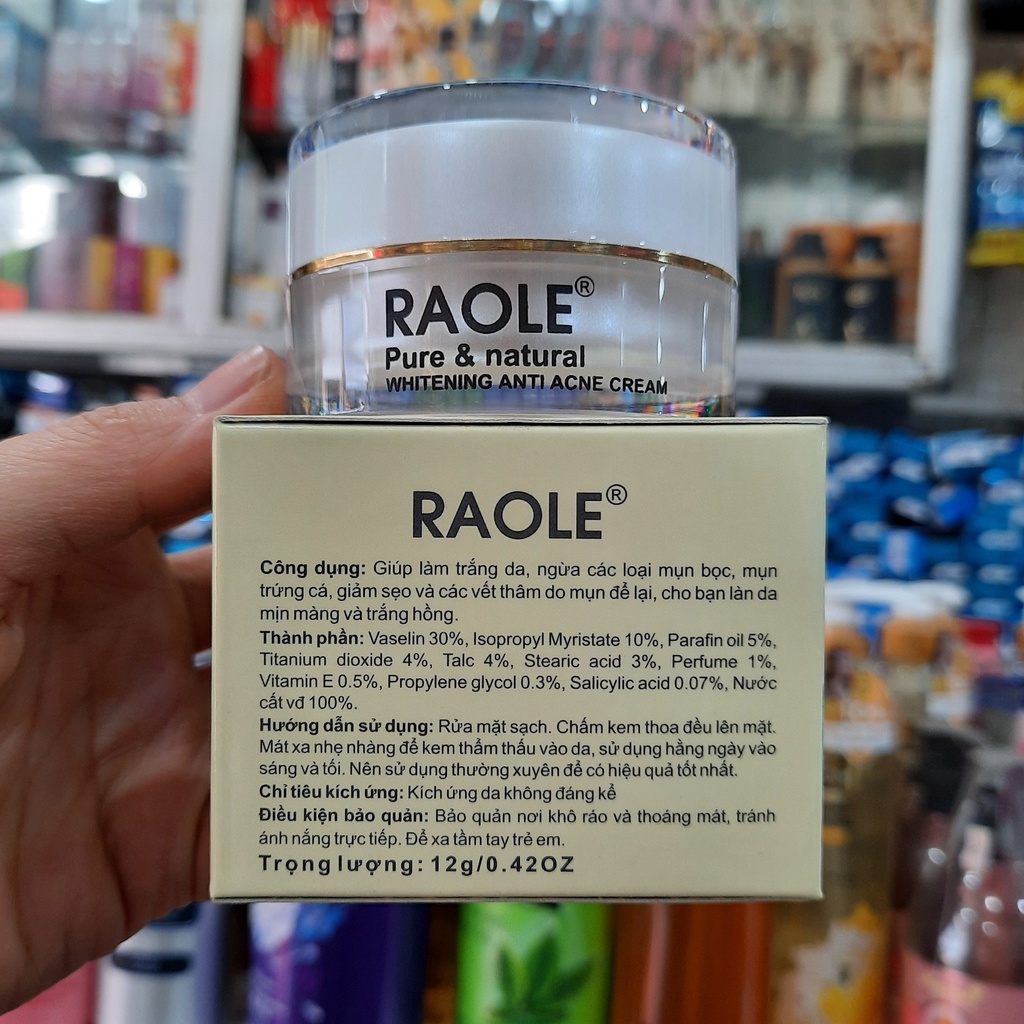 RAOLE®
Pure & natural
WHITENING ANTI ACNE CREAM
RAOLE®
Công dụng: Giúp làm trắng da, ngừa các loại mụn bọc, mụn
trứng cá, giảm sẹo và các vết thâm do mụn để lại, cho bạn làn da
mịn màng và trắng hồng.
Thành phần: Vaselin 30%, Isopropyl Myristate 10%, Parafin oil 5%,
Titanium dioxide 4%, Talc 4%, Stearic acid 3%, Perfume 1%,
Vitamin E 0.5%, Propylene glycol 0.3%, Salicylic acid 0.07%, Nước
cất vđ 100%.
Hướng dẫn sử dụng: Rửa mặt sạch. Chấm kem thoa đều lên mặt.
Mát xa nhẹ nhàng để kem thẩm thấu vào da, sử dụng hằng ngày vào
sáng và tối. Nên sử dụng thường xuyên để có hiệu quả tốt nhất.
Chỉ tiêu kích ứng: Kích ứng da không đáng kể
Điều kiện bảo quản: Bảo quản nơi khô ráo và thoáng mát, tránh
ánh nắng trực tiếp. Để xa tầm tay trẻ em.
Trọng lượng: 12g/0.42OZ